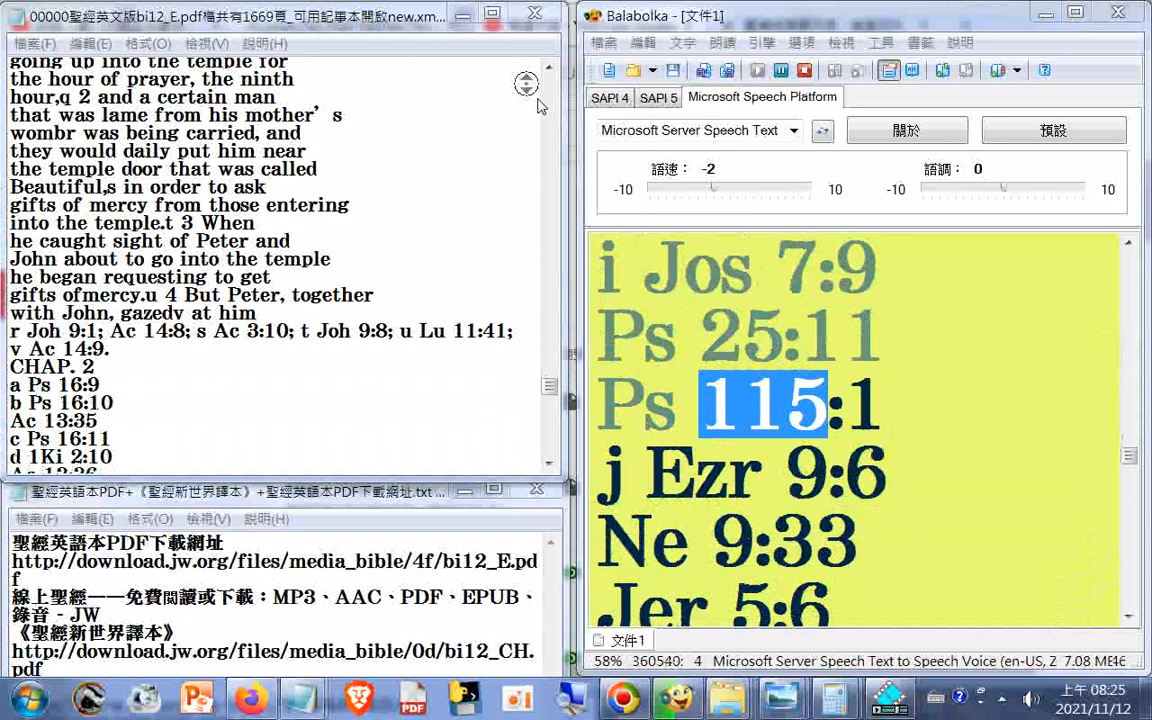 00000聖經英文版bi12_E.pdf檔共有1669頁_可用記事本開啟new.xm...
檔案(F) 編輯(E) 格式(O) 檢視(V) 說明(H)
going up into the temple for
the hour of prayer, the ninth
hour,q 2 and a certain man
that was lame from his mother’s
wombr was being carried, and
they would daily put him near
the temple door that was called
Beautiful,s in order to ask
gifts of mercy from those entering
into the temple.t 3 When
he caught sight of Peter and
John about to go into the temple
he began requesting to get
gifts ofmercy.u 4 But Peter, together
with John, gazedv at him
r Joh 9:1; Ac 14:8; s Ac 3:10; t Joh 9:8; u Lu 11:41;
v Ac 14:9.
CHAP. 2
a Ps 16:9
b Ps 16:10
Ac 13:35
c Ps 16:11
d 1Ki 2:10
聖經英語本PDF+《聖經新世界譯本》+聖經英語本PDF下載網址.txt ...
檔案(F) 編輯(E) 格式(O) 檢視(V) 說明(H)
聖經英語本PDF下載網址
http://download.jw.org/files/media_bible/4f/bi12_E.pd
f
線上聖經——免費閱讀或下載：MP3、AAC、PDF、EPUB、
錄音 - JW
《聖經新世界譯本》
http://download.jw.org/files/media_bible/0d/bi12_CH.
pdf
Balabolka - [文件1]
檔案 編輯 文字 朗讀 引擎 選項 檢視 工具 書籤 說明
SAPI 4 SAPI 5 Microsoft Speech Platform
Microsoft Server Speech Text 關於 預設
語速： -2 語調： 0
-10 10 -10 10
i Jos 7:9
Ps 25:11
Ps 115:1
j Ezr 9:6
Ne 9:33
Jer 5:6
文件1
58% 360540: 4 Microsoft Server Speech Text to Speech Voice (en-US, Z 7.08 ME46
上午 08:25
2021/11/12